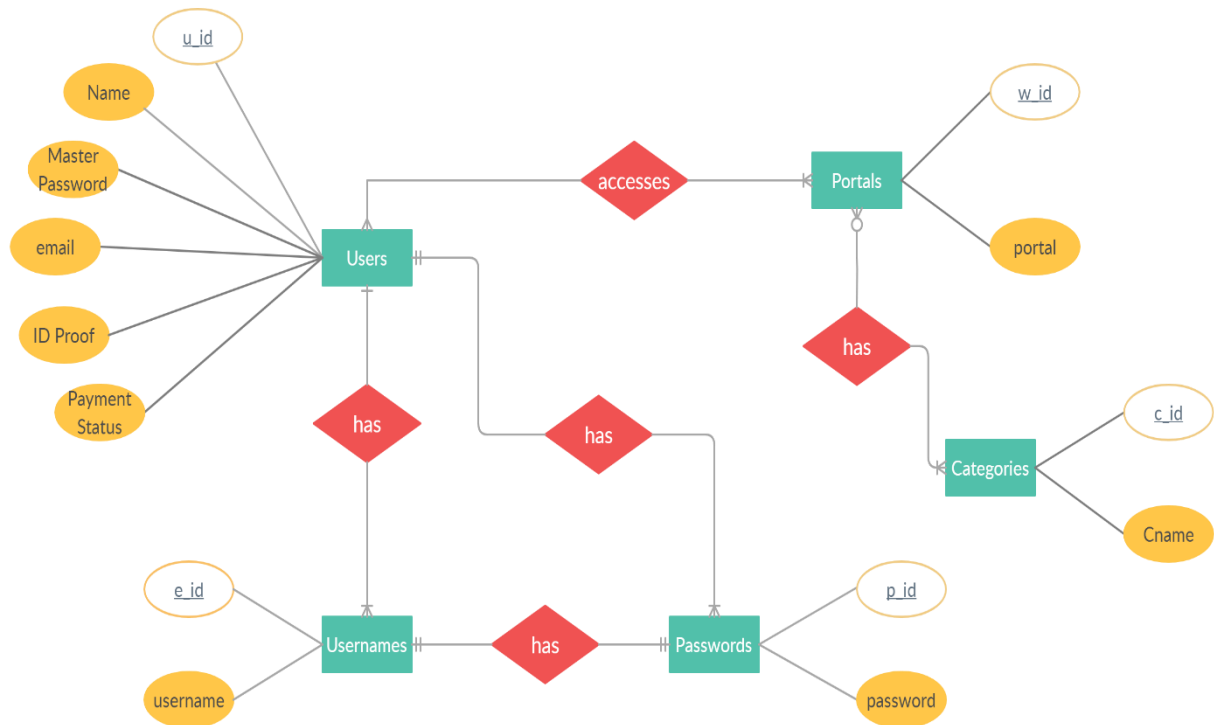 u_id
Name
Master
Password
email
ID Proof
Payment
Status
Users
accesses
Portals
w_id
portal
has
has
has
Categories
c_id
Cname
e_id
username
Usernames
has
Passwords
p_id
password